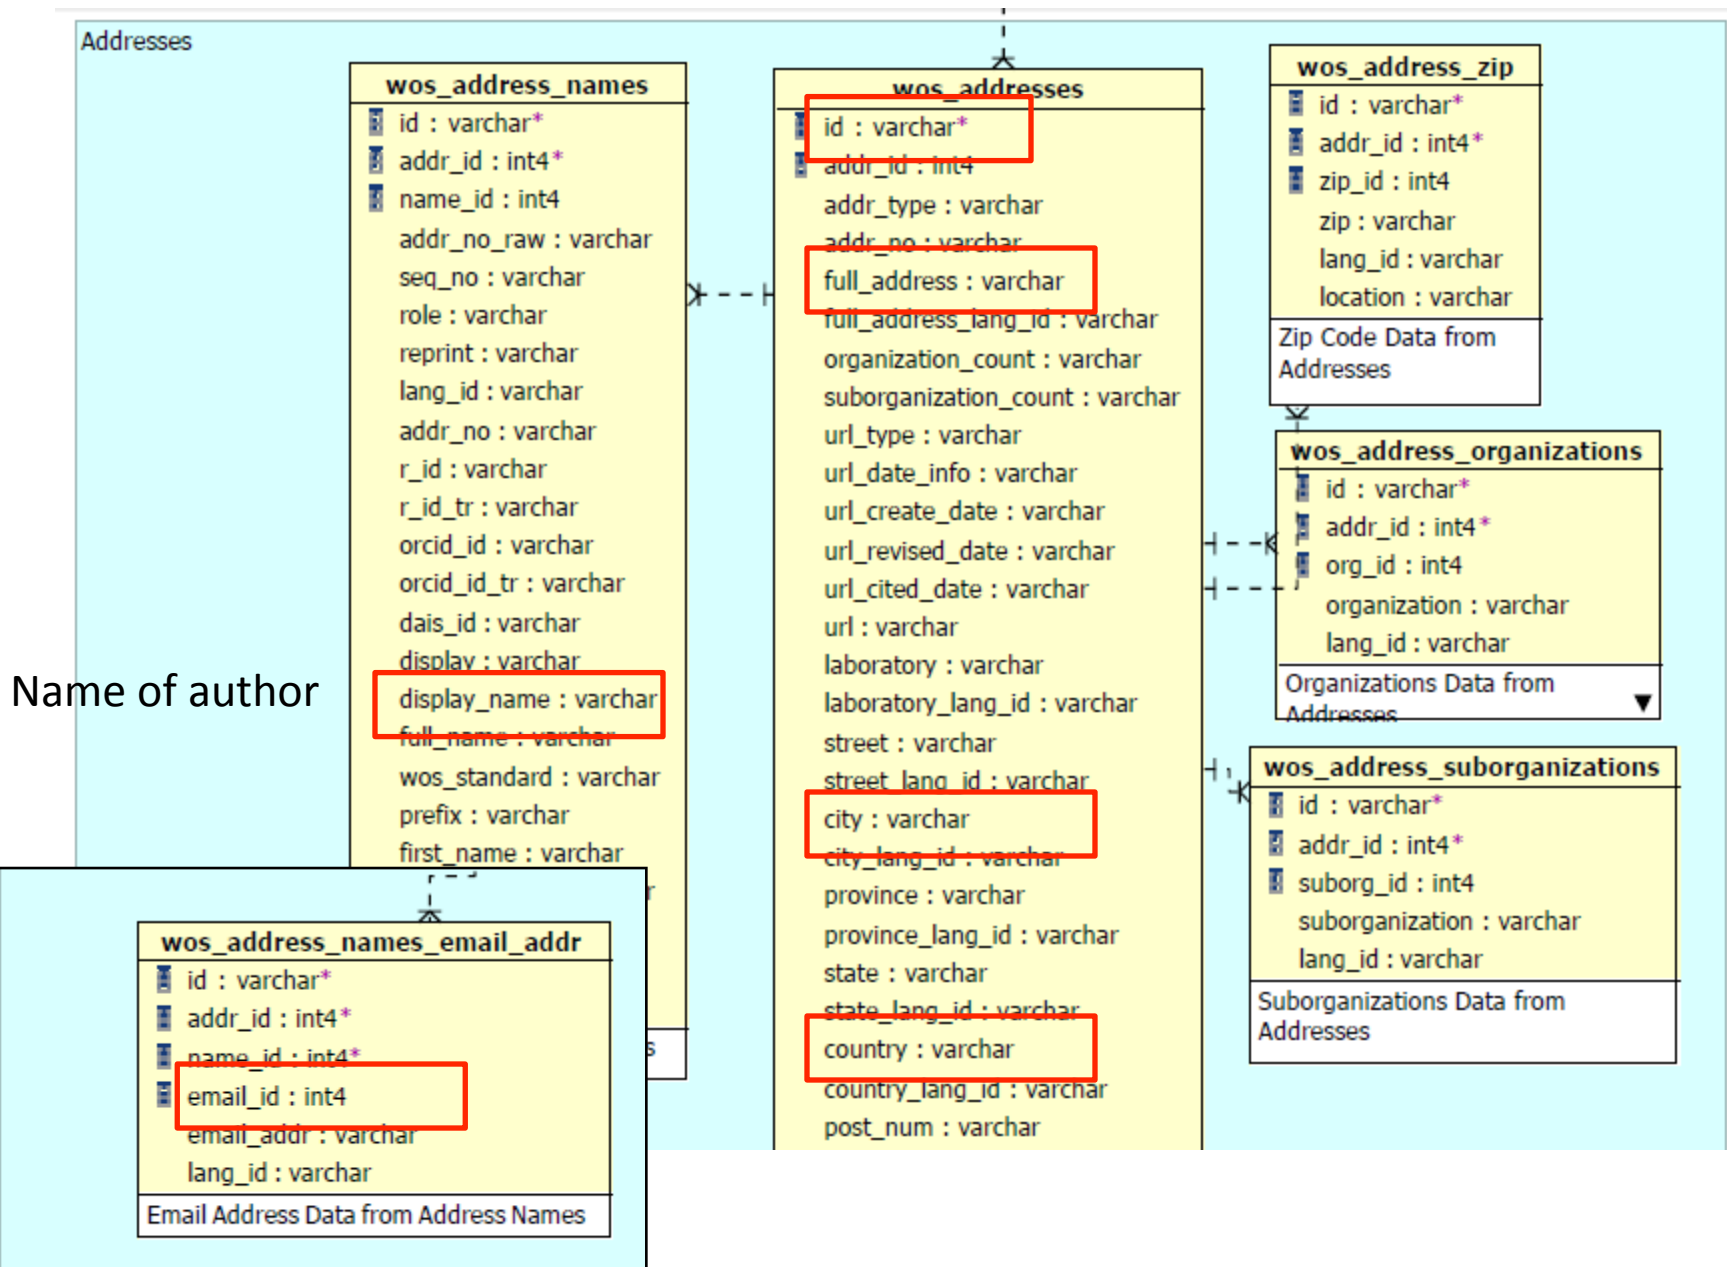 Addresses
wos_address_names
id : varchar*
addr_id : int4*
name_id : int4
addr_no_raw : varchar
seq_no : varchar
role : varchar
reprint : varchar
lang_id : varchar
addr_no : varchar
r_id : varchar
r_id_tr : varchar
orcid_id : varchar
orcid_id_tr : varchar
dais_id : varchar
display : varchar
display_name : varchar
full_name : varchar
wos_standard : varchar
prefix : varchar
first_name : varchar
Name of author
wos_address_names_email_addr
id : varchar*
addr_id : int4*
name_id : int4*
email_id : int4
email_addr : varchar
lang_id : varchar
Email Address Data from Address Names
wos_addresses
id : varchar*
addr_id : int4
addr_type : varchar
addr_no : varchar
full_address : varchar
full_address_lang_id : varchar
organization_count : varchar
suborganization_count : varchar
url_type : varchar
url_date_info : varchar
url_create_date : varchar
url_revised_date : varchar
url_cited_date : varchar
url : varchar
laboratory : varchar
laboratory_lang_id : varchar
street : varchar
street_lang_id : varchar
city : varchar
city_lang_id : varchar
province : varchar
province_lang_id : varchar
state : varchar
state_lang_id : varchar
country : varchar
country_lang_id : varchar
post_num : varchar
wos_address_zip
id : varchar*
addr_id : int4*
zip_id : int4
zip : varchar
lang_id : varchar
location : varchar
Zip Code Data from
Addresses
wos_address_organizations
id : varchar*
addr_id : int4*
org_id : int4
organization : varchar
lang_id : varchar
Organizations Data from
Addresses
wos_address_suborganizations
id : varchar*
addr_id : int4*
suborg_id : int4
suborganization : varchar
lang_id : varchar
Suborganizations Data from
Addresses